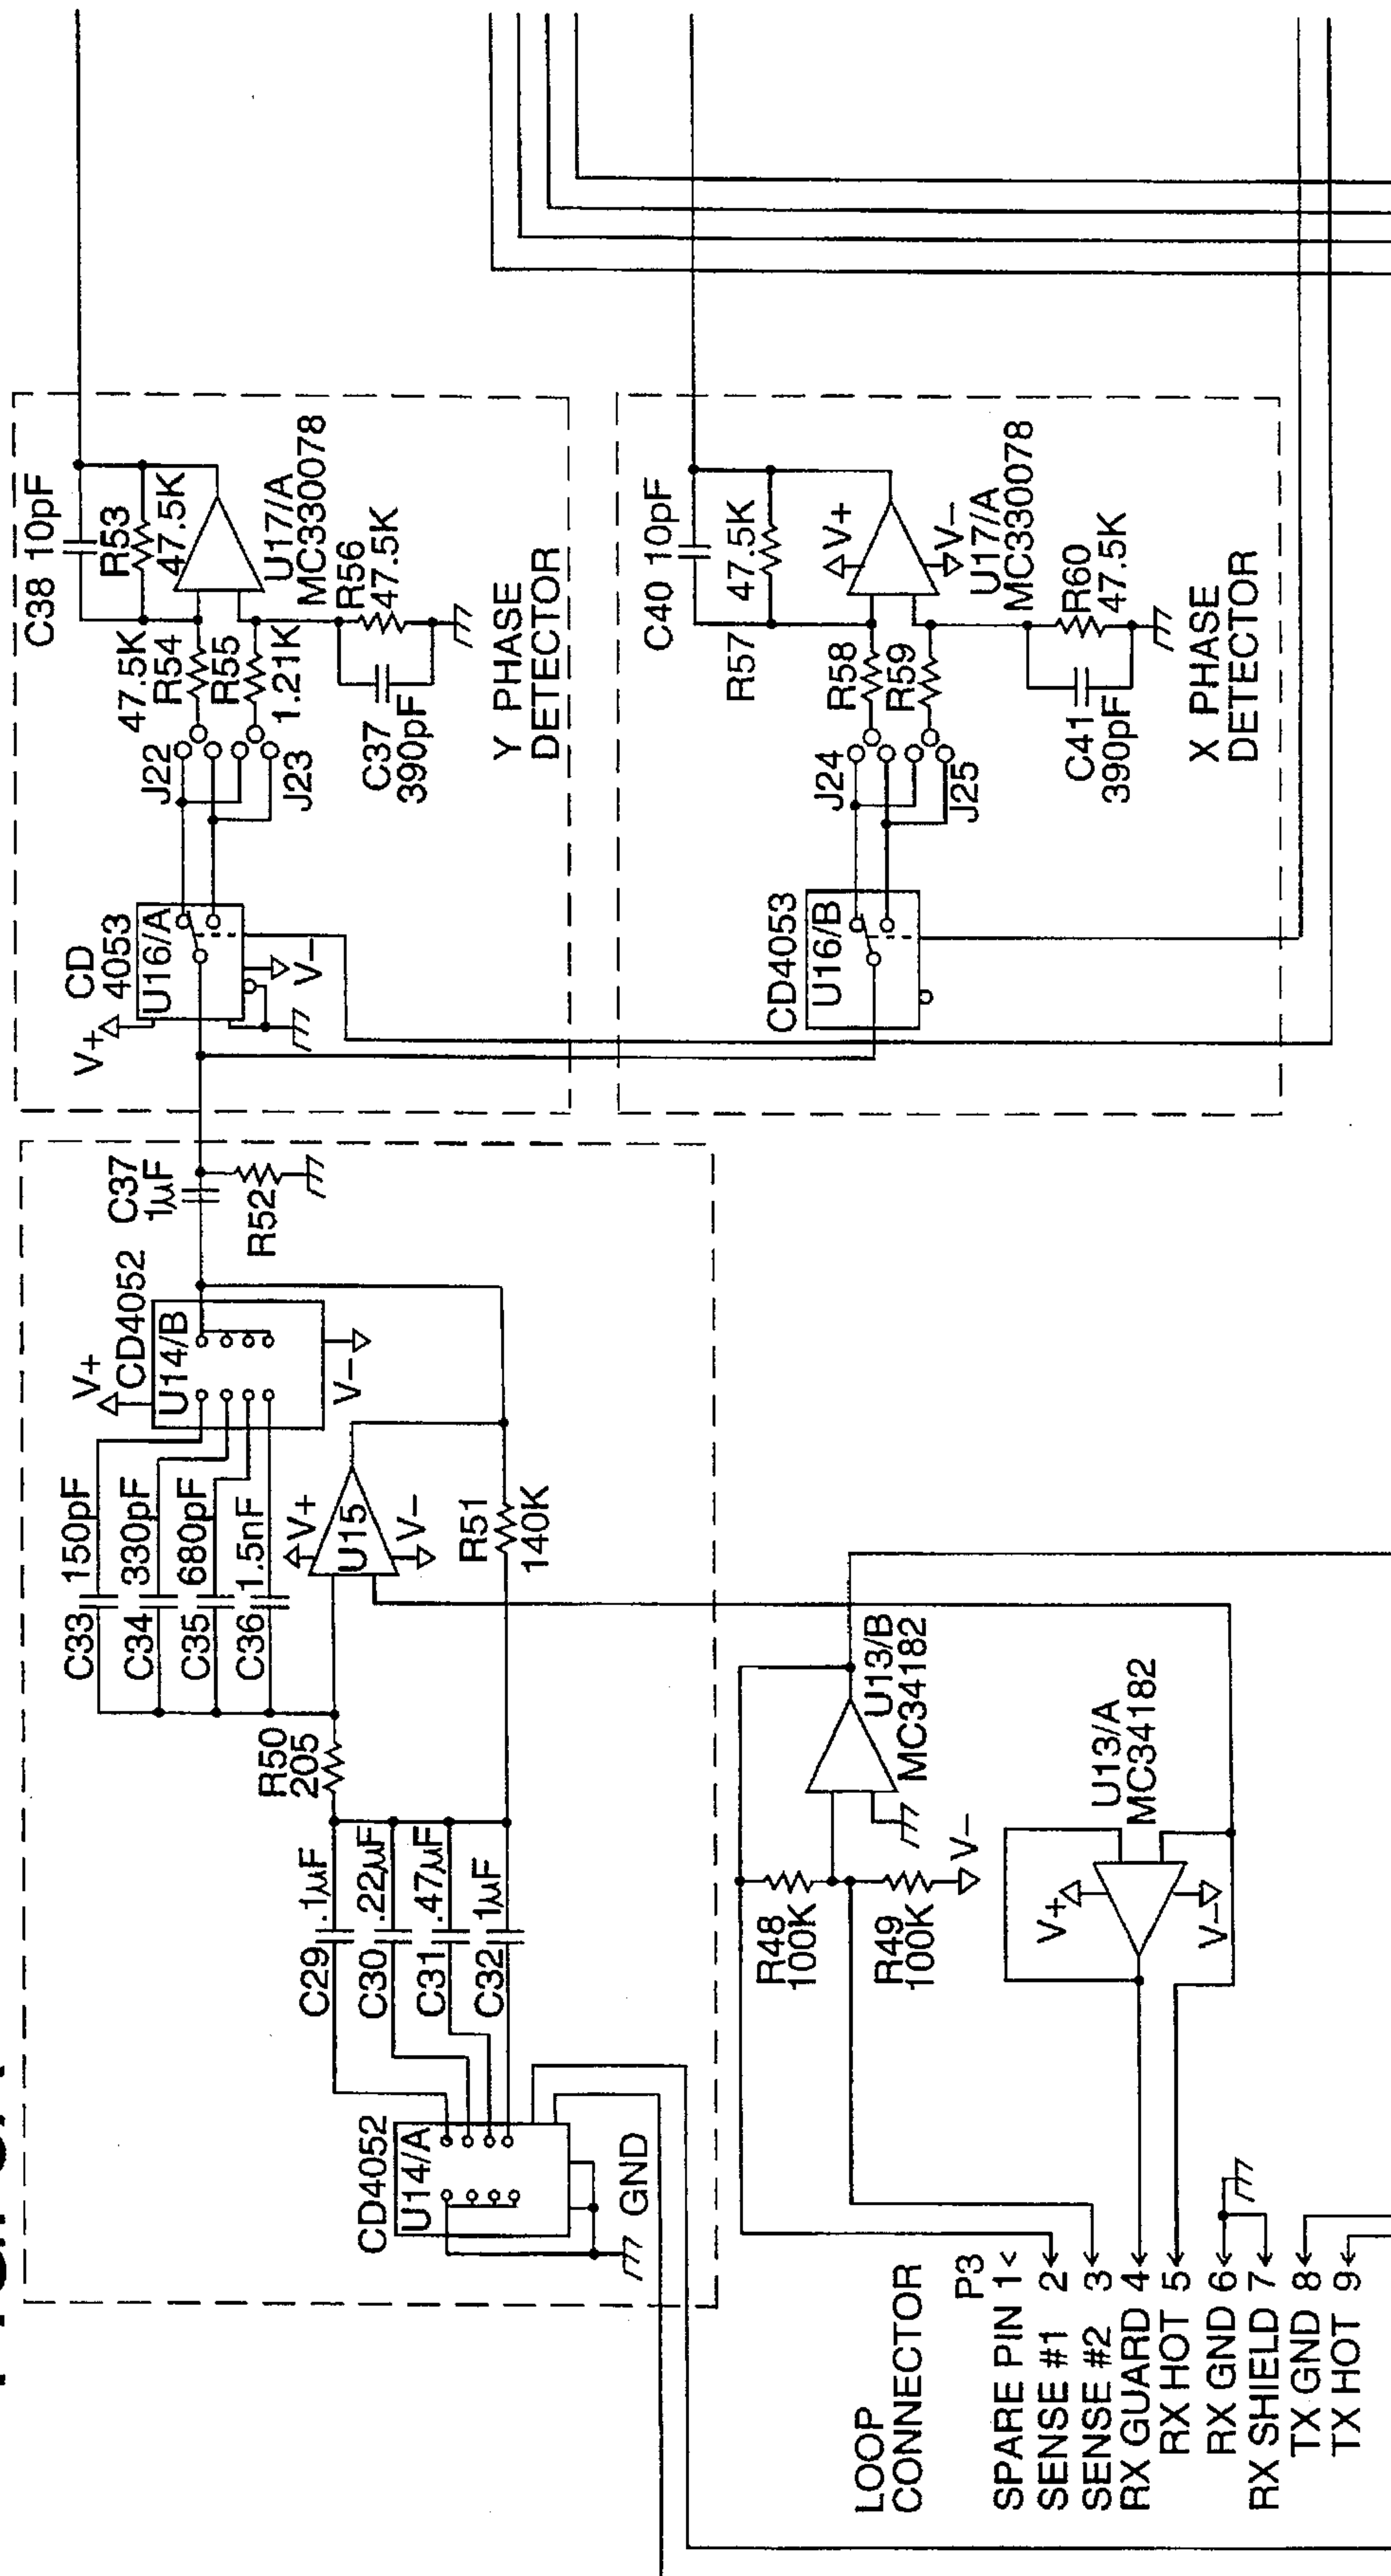 C38 10pF
R53
47.5K
U17/A
MC330078
47.5K
R54
R55
1.21K
J22
J23
R56
47.5K
C37
390pF
Y PHASE
DETECTOR
CD
4053
U16/A
V+
V-
C40 10pF
R57
47.5K
V+
V-
U17/A
MC330078
R58
R59
J24
J25
R60
47.5K
C41
390pF
X PHASE
DETECTOR
CD4053
U16/B
C37
1μF
R52
V+
CD4052
U14/B
V-
C33 150pF
C34 330pF
C35 680pF
C36 1.5nF
V+
U15
V-
R51
140K
R50
205
C29 .1μF
C30 .22μF
C31 .47μF
C32 1μF
CD4052
U14/A
GND
U13/B
MC34182
R48
100K
R49
100K
V-
U13/A
MC34182
V+
V-
LOOP
CONNECTOR
P3
SPARE PIN 1
SENSE #1 2
SENSE #2 3
RX GUARD 4
RX HOT 5
RX GND 6
RX SHIELD 7
TX GND 8
TX HOT 9